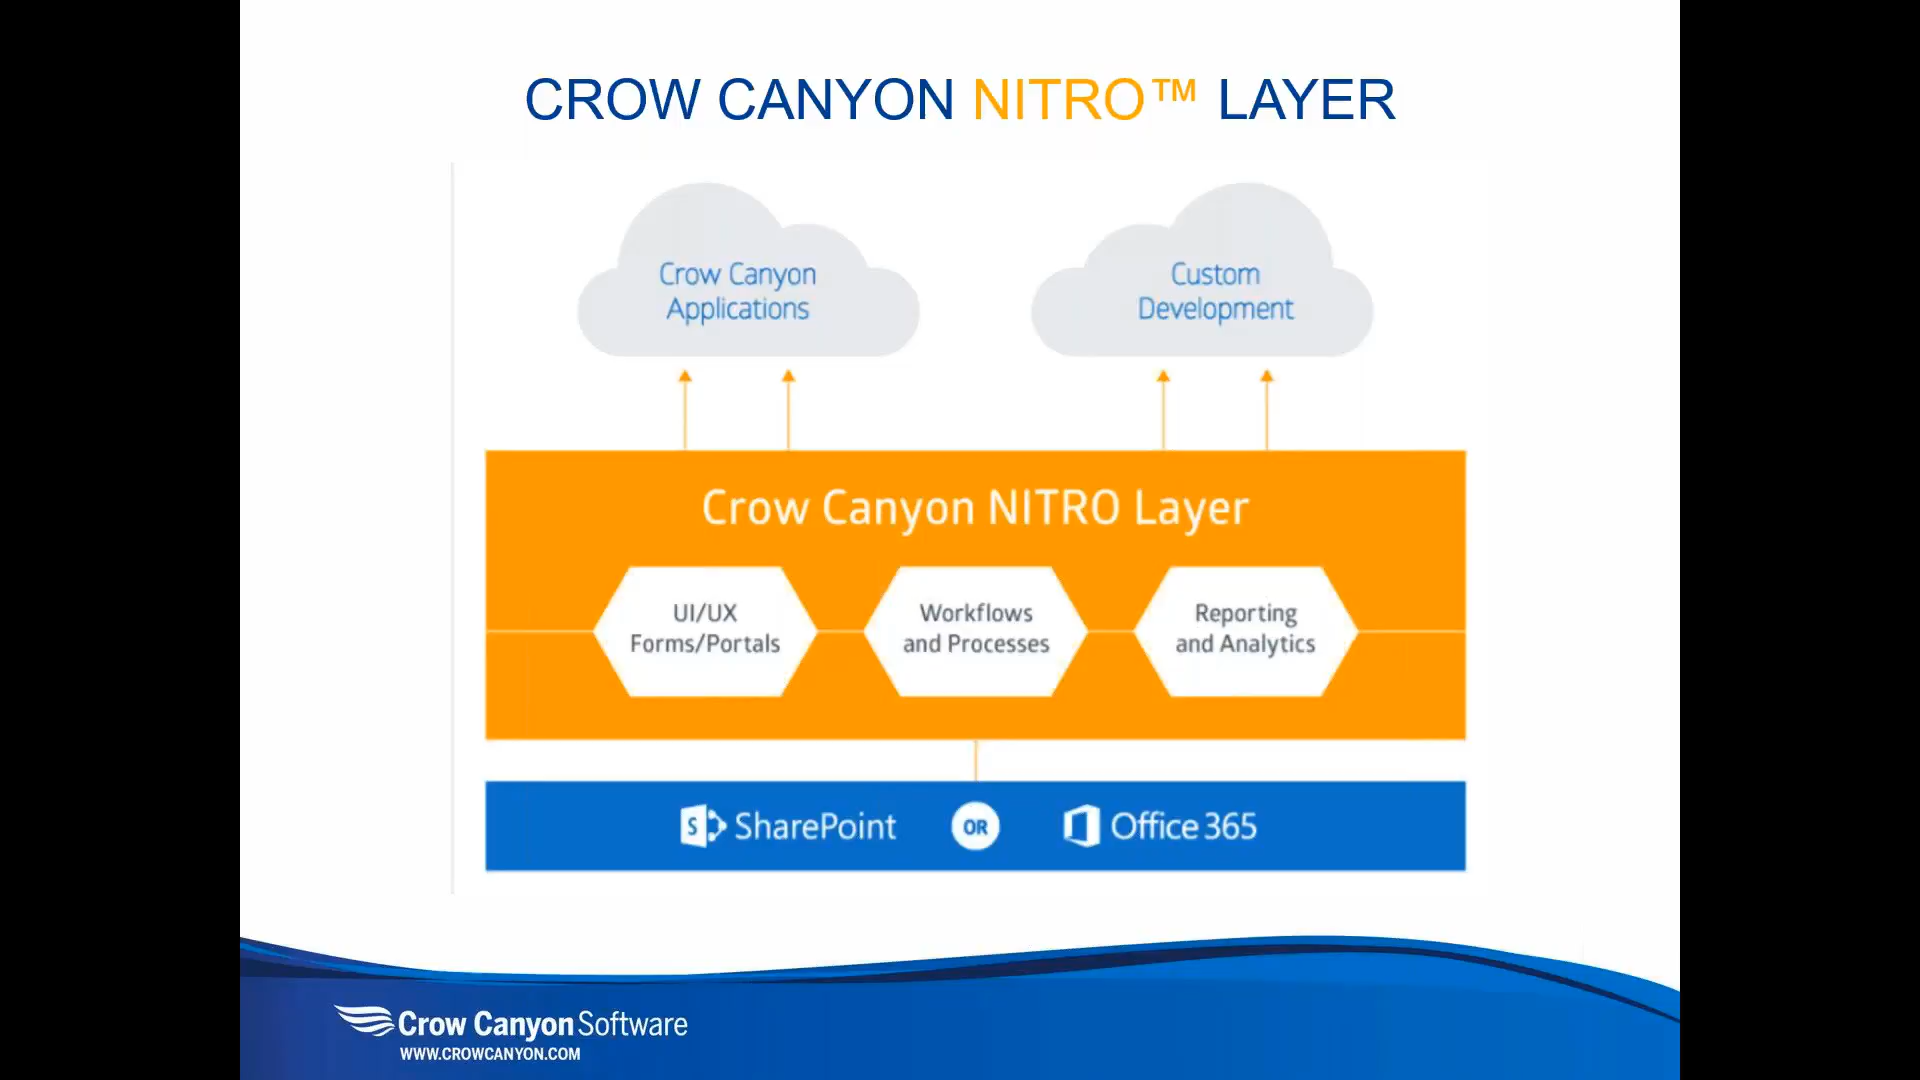 CROW CANYON NITRO™ LAYER
Crow Canyon
Applications
Custom
Development
Crow Canyon NITRO Layer
UI/UX
Forms/Portals
Workflows
and Processes
Reporting
and Analytics
S SharePoint OR Office 365
Crow Canyon Software
WWW.CROWCANYON.COM